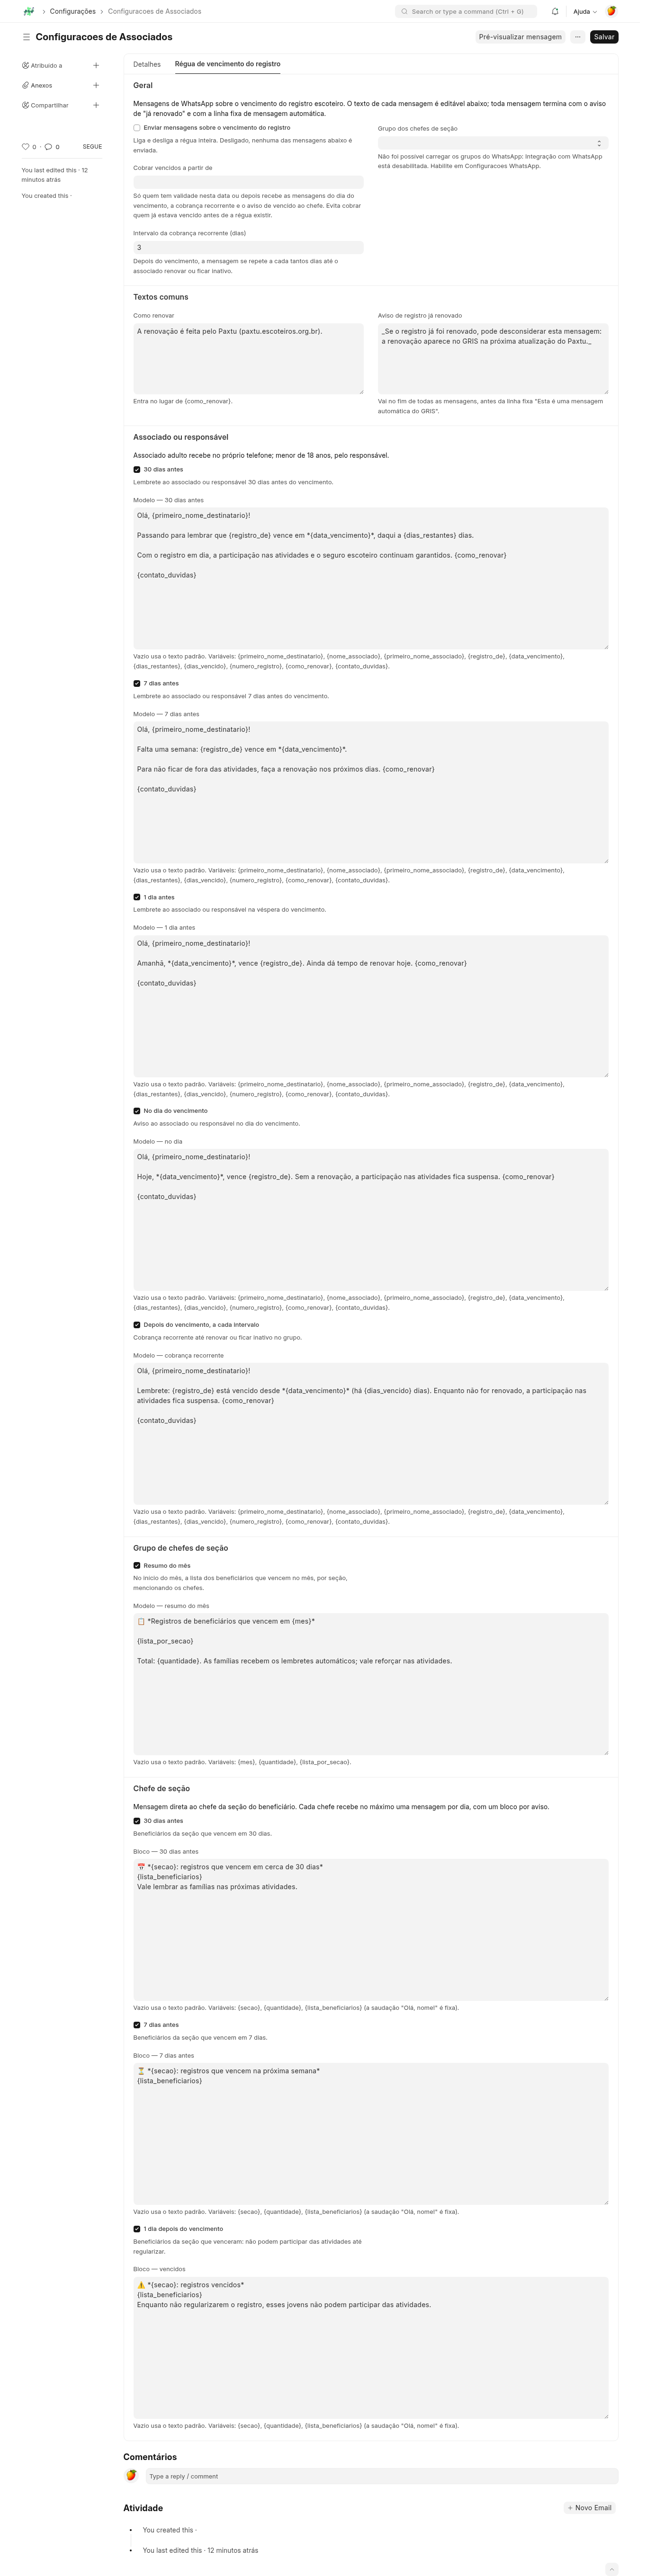 Configurações > Configuracoes de Associados
Search or type a command (Ctrl + G)
Ajuda
Configuracoes de Associados
Pré-visualizar mensagem
Salvar
Atribuído a
Anexos
Compartilhar
0 · 0 SEGUE
You last edited this · 12
minutos atrás
You created this ·
Detalhes
Régua de vencimento do registro
Geral
Mensagens de WhatsApp sobre o vencimento do registro escoteiro. O texto de cada mensagem é editável abaixo; toda mensagem termina com o aviso
de "já renovado" e com a linha fixa de mensagem automática.
Enviar mensagens sobre o vencimento do registro
Liga e desliga a régua inteira. Desligado, nenhuma das mensagens abaixo é
enviada.
Cobrar vencidos a partir de
Só quem tem validade nesta data ou depois recebe as mensagens do dia do
vencimento, a cobrança recorrente e o aviso de vencido ao chefe. Evita cobrar
quem já estava vencido antes de a régua existir.
Intervalo da cobrança recorrente (dias)
3
Depois do vencimento, a mensagem se repete a cada tantos dias até o
associado renovar ou ficar inativo.
Grupo dos chefes de seção
Não foi possível carregar os grupos do WhatsApp: Integração com WhatsApp
está desabilitada. Habilite em Configuracoes WhatsApp.
Textos comuns
Como renovar
A renovação é feita pelo Paxtu (paxtu.escoteiros.org.br).
Entra no lugar de {como_renovar}.
Aviso de registro já renovado
_Se o registro já foi renovado, pode desconsiderar esta mensagem:
a renovação aparece no GRIS na próxima atualização do Paxtu._
Vai no fim de todas as mensagens, antes da linha fixa "Esta é uma mensagem
automática do GRIS".
Associado ou responsável
Associado adulto recebe no próprio telefone; menor de 18 anos, pelo responsável.
30 dias antes
Lembrete ao associado ou responsável 30 dias antes do vencimento.
Modelo — 30 dias antes
Olá, {primeiro_nome_destinatario}!
Passando para lembrar que {registro_de} vence em *{data_vencimento}*, daqui a {dias_restantes} dias.
Com o registro em dia, a participação nas atividades e o seguro escoteiro continuam garantidos. {como_renovar}
{contato_duvidas}
Vazio usa o texto padrão. Variáveis: {primeiro_nome_destinatario}, {nome_associado}, {primeiro_nome_associado}, {registro_de}, {data_vencimento},
{dias_restantes}, {dias_vencido}, {numero_registro}, {como_renovar}, {contato_duvidas}.
7 dias antes
Lembrete ao associado ou responsável 7 dias antes do vencimento.
Modelo — 7 dias antes
Olá, {primeiro_nome_destinatario}!
Falta uma semana: {registro_de} vence em *{data_vencimento}*.
Para não ficar de fora das atividades, faça a renovação nos próximos dias. {como_renovar}
{contato_duvidas}
Vazio usa o texto padrão. Variáveis: {primeiro_nome_destinatario}, {nome_associado}, {primeiro_nome_associado}, {registro_de}, {data_vencimento},
{dias_restantes}, {dias_vencido}, {numero_registro}, {como_renovar}, {contato_duvidas}.
1 dia antes
Lembrete ao associado ou responsável na véspera do vencimento.
Modelo — 1 dia antes
Olá, {primeiro_nome_destinatario}!
Amanhã, *{data_vencimento}*, vence {registro_de}. Ainda dá tempo de renovar hoje. {como_renovar}
{contato_duvidas}
Vazio usa o texto padrão. Variáveis: {primeiro_nome_destinatario}, {nome_associado}, {primeiro_nome_associado}, {registro_de}, {data_vencimento},
{dias_restantes}, {dias_vencido}, {numero_registro}, {como_renovar}, {contato_duvidas}.
No dia do vencimento
Aviso ao associado ou responsável no dia do vencimento.
Modelo — no dia
Olá, {primeiro_nome_destinatario}!
Hoje, *{data_vencimento}*, vence {registro_de}. Sem a renovação, a participação nas atividades fica suspensa. {como_renovar}
{contato_duvidas}
Vazio usa o texto padrão. Variáveis: {primeiro_nome_destinatario}, {nome_associado}, {primeiro_nome_associado}, {registro_de}, {data_vencimento},
{dias_restantes}, {dias_vencido}, {numero_registro}, {como_renovar}, {contato_duvidas}.
Depois do vencimento, a cada intervalo
Cobrança recorrente até renovar ou ficar inativo no grupo.
Modelo — cobrança recorrente
Olá, {primeiro_nome_destinatario}!
Lembrete: {registro_de} está vencido desde *{data_vencimento}* (há {dias_vencido} dias). Enquanto não for renovado, a participação nas
atividades fica suspensa. {como_renovar}
{contato_duvidas}
Vazio usa o texto padrão. Variáveis: {primeiro_nome_destinatario}, {nome_associado}, {primeiro_nome_associado}, {registro_de}, {data_vencimento},
{dias_restantes}, {dias_vencido}, {numero_registro}, {como_renovar}, {contato_duvidas}.
Grupo de chefes de seção
Resumo do mês
No início do mês, a lista dos beneficiários que vencem no mês, por seção,
mencionando os chefes.
Modelo — resumo do mês
📋 *Registros de beneficiários que vencem em {mes}*
{lista_por_secao}
Total: {quantidade}. As famílias recebem os lembretes automáticos; vale reforçar nas atividades.
Vazio usa o texto padrão. Variáveis: {mes}, {quantidade}, {lista_por_secao}.
Chefe de seção
Mensagem direta ao chefe da seção do beneficiário. Cada chefe recebe no máximo uma mensagem por dia, com um bloco por aviso.
30 dias antes
Beneficiários da seção que vencem em 30 dias.
Bloco — 30 dias antes
📅 *{secao}: registros que vencem em cerca de 30 dias*
{lista_beneficiarios}
Vale lembrar as famílias nas próximas atividades.
Vazio usa o texto padrão. Variáveis: {secao}, {quantidade}, {lista_beneficiarios} (a saudação "Olá, nome!" é fixa).
7 dias antes
Beneficiários da seção que vencem em 7 dias.
Bloco — 7 dias antes
⏳ *{secao}: registros que vencem na próxima semana*
{lista_beneficiarios}
Vazio usa o texto padrão. Variáveis: {secao}, {quantidade}, {lista_beneficiarios} (a saudação "Olá, nome!" é fixa).
1 dia depois do vencimento
Beneficiários da seção que venceram: não podem participar das atividades até
regularizar.
Bloco — vencidos
⚠️ *{secao}: registros vencidos*
{lista_beneficiarios}
Enquanto não regularizarem o registro, esses jovens não podem participar das atividades.
Vazio usa o texto padrão. Variáveis: {secao}, {quantidade}, {lista_beneficiarios} (a saudação "Olá, nome!" é fixa).
Comentários
Type a reply / comment
Atividade
+ Novo Email
You created this ·
You last edited this · 12 minutos atrás